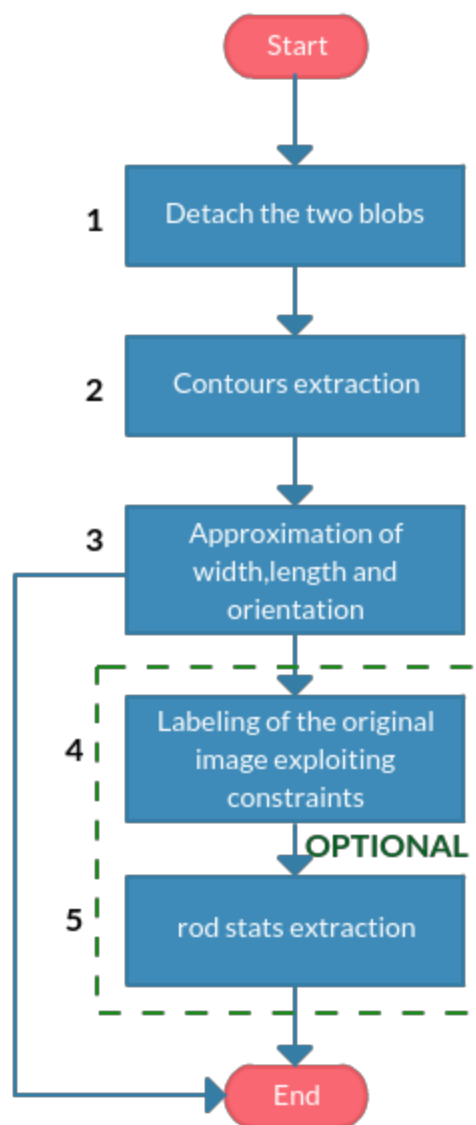 Start
1
Detach the two blobs
2
Contours extraction
3
Approximation of
width,length and
orientation
4
Labeling of the original
image exploiting
constraints
OPTIONAL
5
rod stats extraction
End